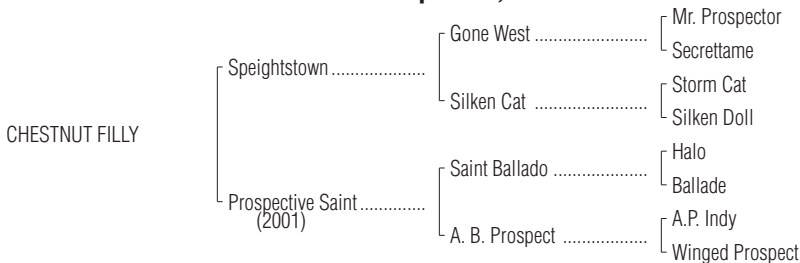 Mr. Prospector
Gone West
Secrettame
Speightstown
Storm Cat
Silken Cat
Silken Doll
CHESTNUT FILLY
Halo
Saint Ballado
Ballade
Prospective Saint
(2001)
A.P. Indy
A. B. Prospect
Winged Prospect